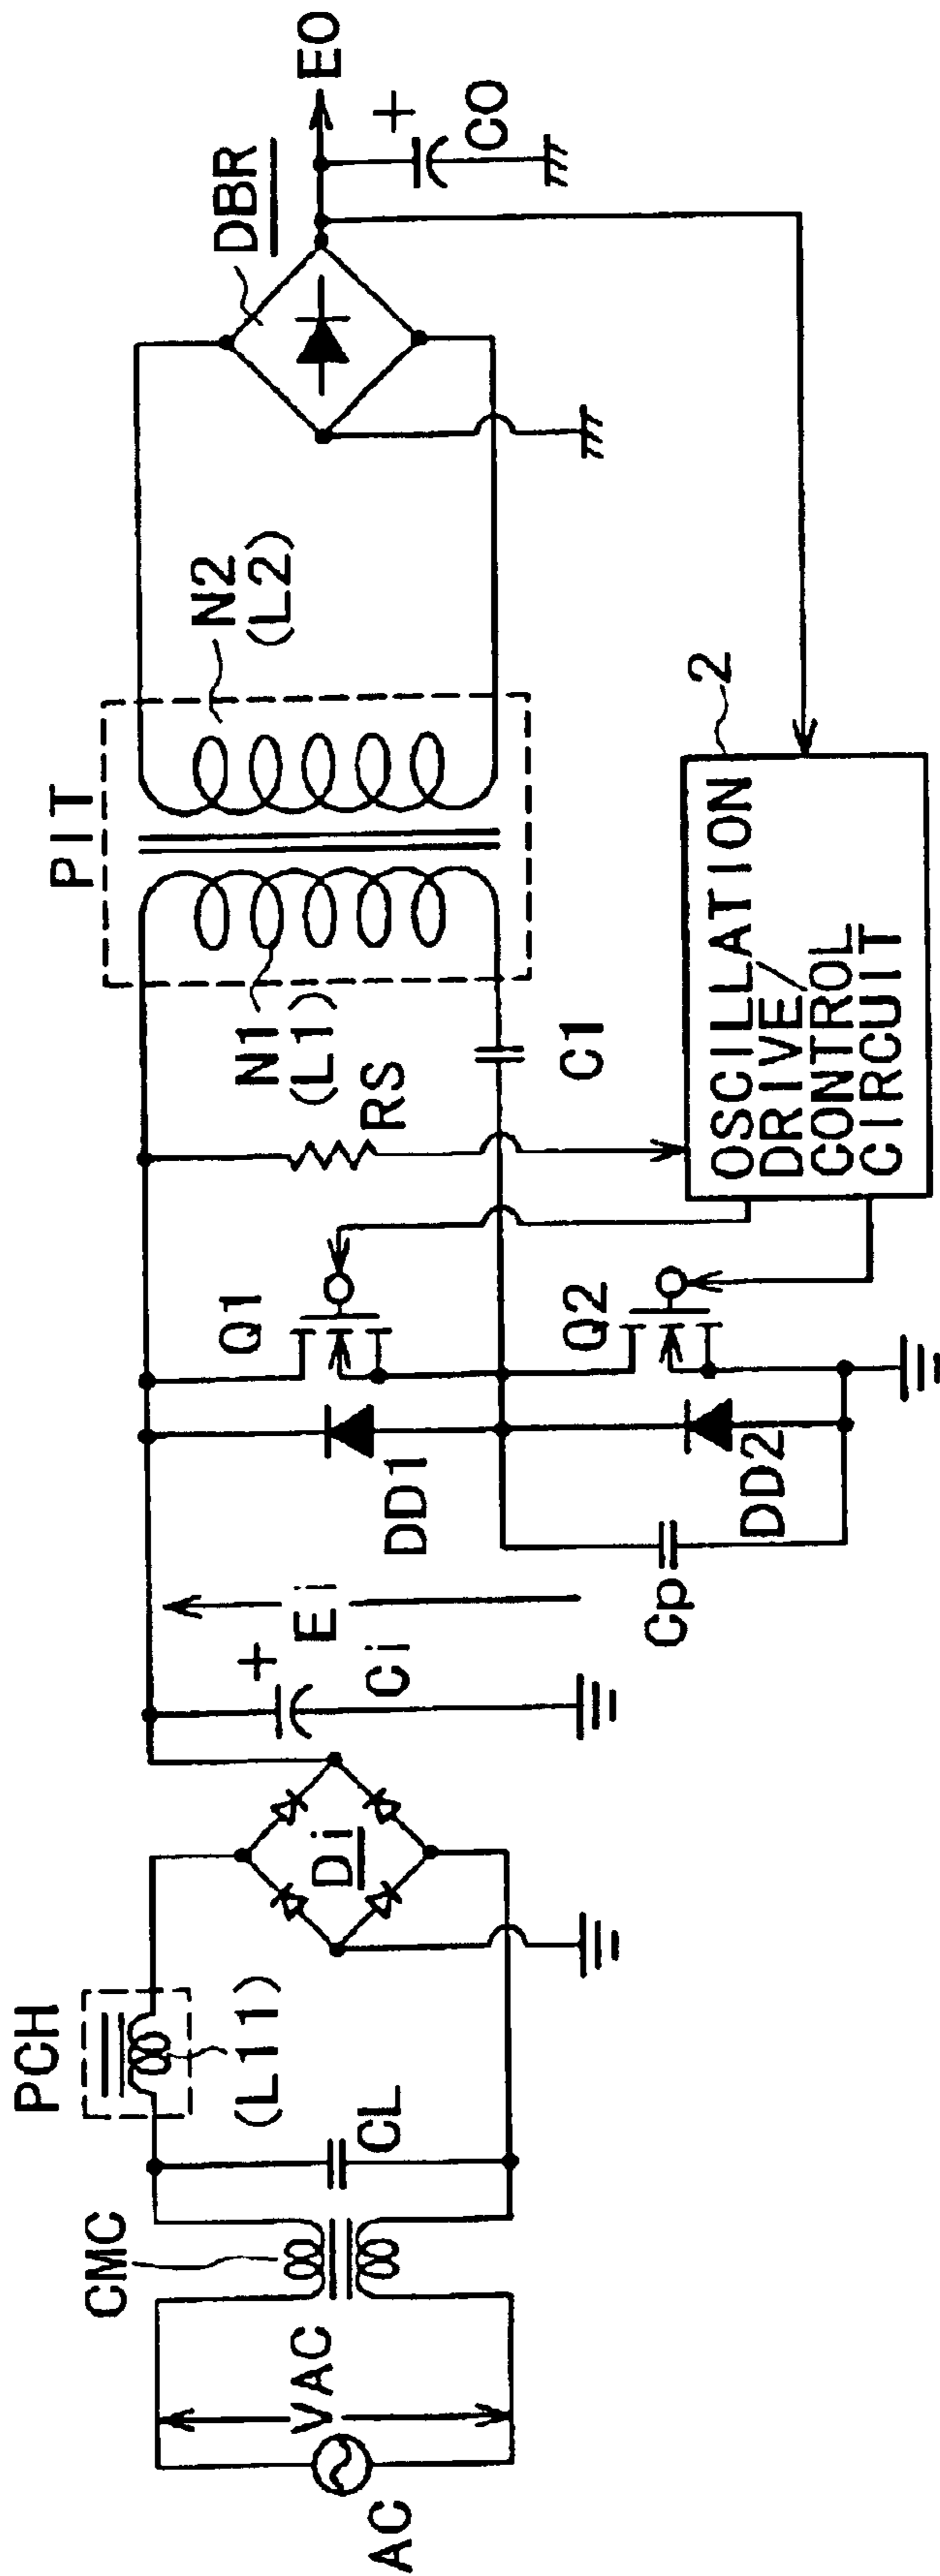 AC
VAC
CMC
CL
PCH
(L11)
Di
Ci
Ei
Cp
DD1
DD2
Q1
Q2
RS
C1
N1
(L1)
PIT
N2
(L2)
OSCILLATION
DRIVE/
CONTROL
CIRCUIT
2
DBR
CO
EO
+
+